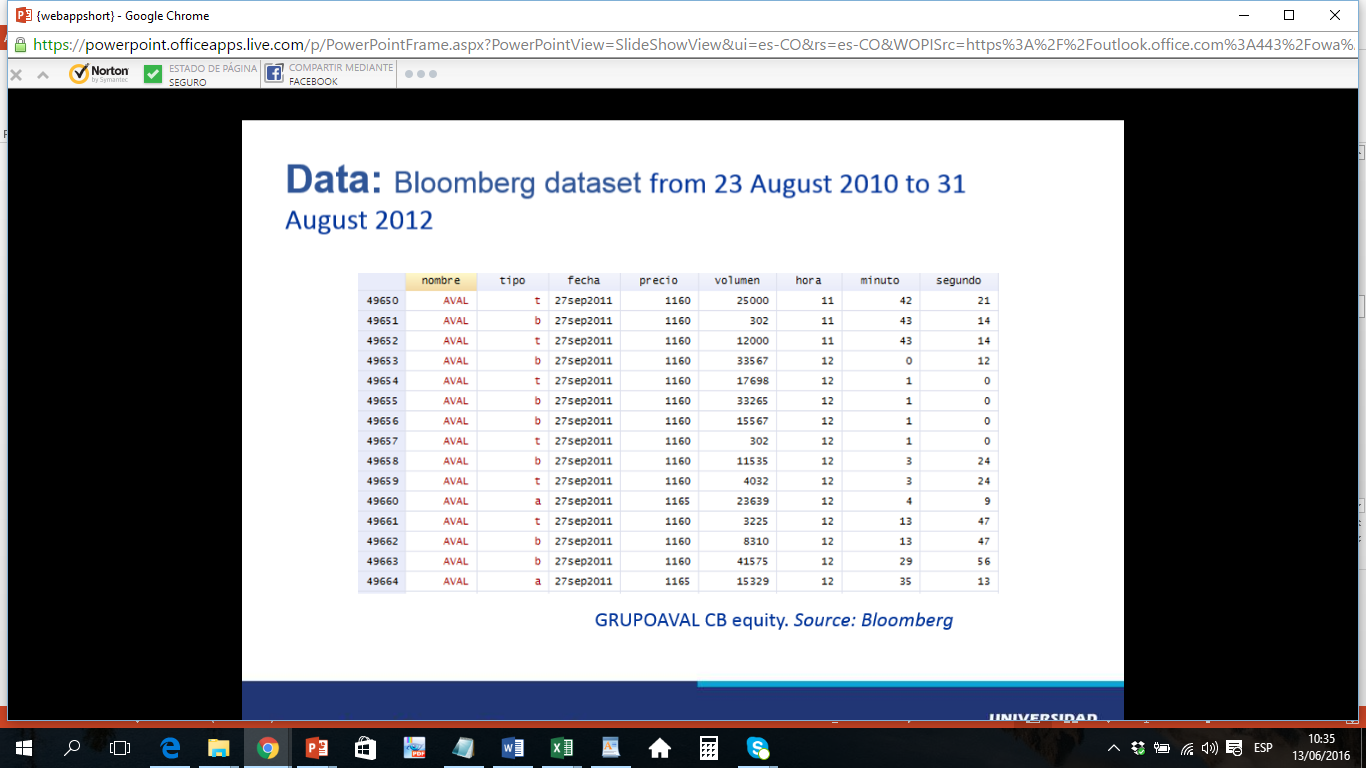 {webappshort} - Google Chrome
https://powerpoint.officeapps.live.com/p/PowerPointFrame.aspx?PowerPointView=SlideShowView&ui=es-CO&rs=es-CO&WOPISrc=https%3A%2F%2Foutlook.office.com%3A443%2Fowa%
Norton by Symantec ESTADO DE PÁGINA SEGURO COMPARTIR MEDIANTE FACEBOOK
Data: Bloomberg dataset from 23 August 2010 to 31
August 2012
nombre tipo fecha precio volumen hora minuto segundo
49650 AVAL t 27sep2011 1160 25000 11 42 21
49651 AVAL b 27sep2011 1160 302 11 43 14
49652 AVAL t 27sep2011 1160 12000 11 43 14
49653 AVAL b 27sep2011 1160 33567 12 0 12
49654 AVAL t 27sep2011 1160 17698 12 1 0
49655 AVAL b 27sep2011 1160 33265 12 1 0
49656 AVAL b 27sep2011 1160 15567 12 1 0
49657 AVAL t 27sep2011 1160 302 12 1 0
49658 AVAL b 27sep2011 1160 11535 12 3 24
49659 AVAL t 27sep2011 1160 4032 12 3 24
49660 AVAL a 27sep2011 1165 23639 12 4 9
49661 AVAL t 27sep2011 1160 3225 12 13 47
49662 AVAL b 27sep2011 1160 8310 12 13 47
49663 AVAL b 27sep2011 1160 41575 12 29 56
49664 AVAL a 27sep2011 1165 15329 12 35 13
GRUPOAVAL CB equity. Source: Bloomberg
UNIVERSIDAD
ESP
10:35
13/06/2016